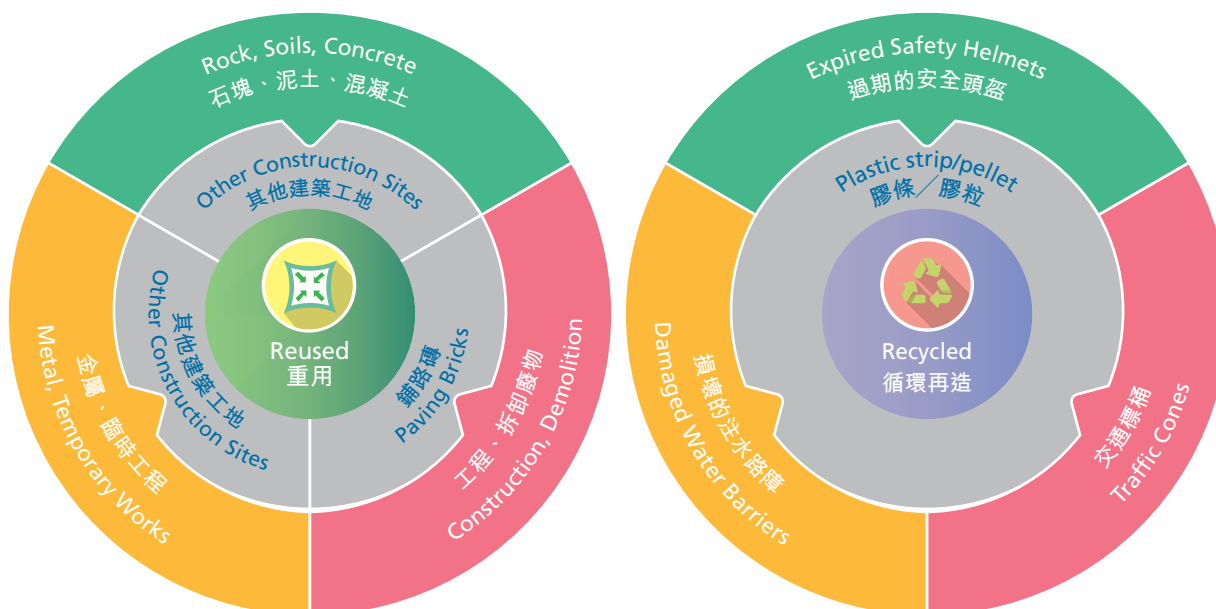 Rock, Soils, Concrete
石塊、泥土、混凝土
Other Construction Sites
其他建築工地
Other Construction Sites
其他建築工地
金屬、臨時工程
Metal, Temporary Works
Reused
重用
鋪路磚
Paving Bricks
工程、拆卸廢物
Construction, Demolition
Expired Safety Helmets
過期的安全頭盔
Plastic strip/pellet
膠條／膠粒
Recycled
循環再造
損壞的注水路障
Damaged Water Barriers
交通標桶
Traffic Cones